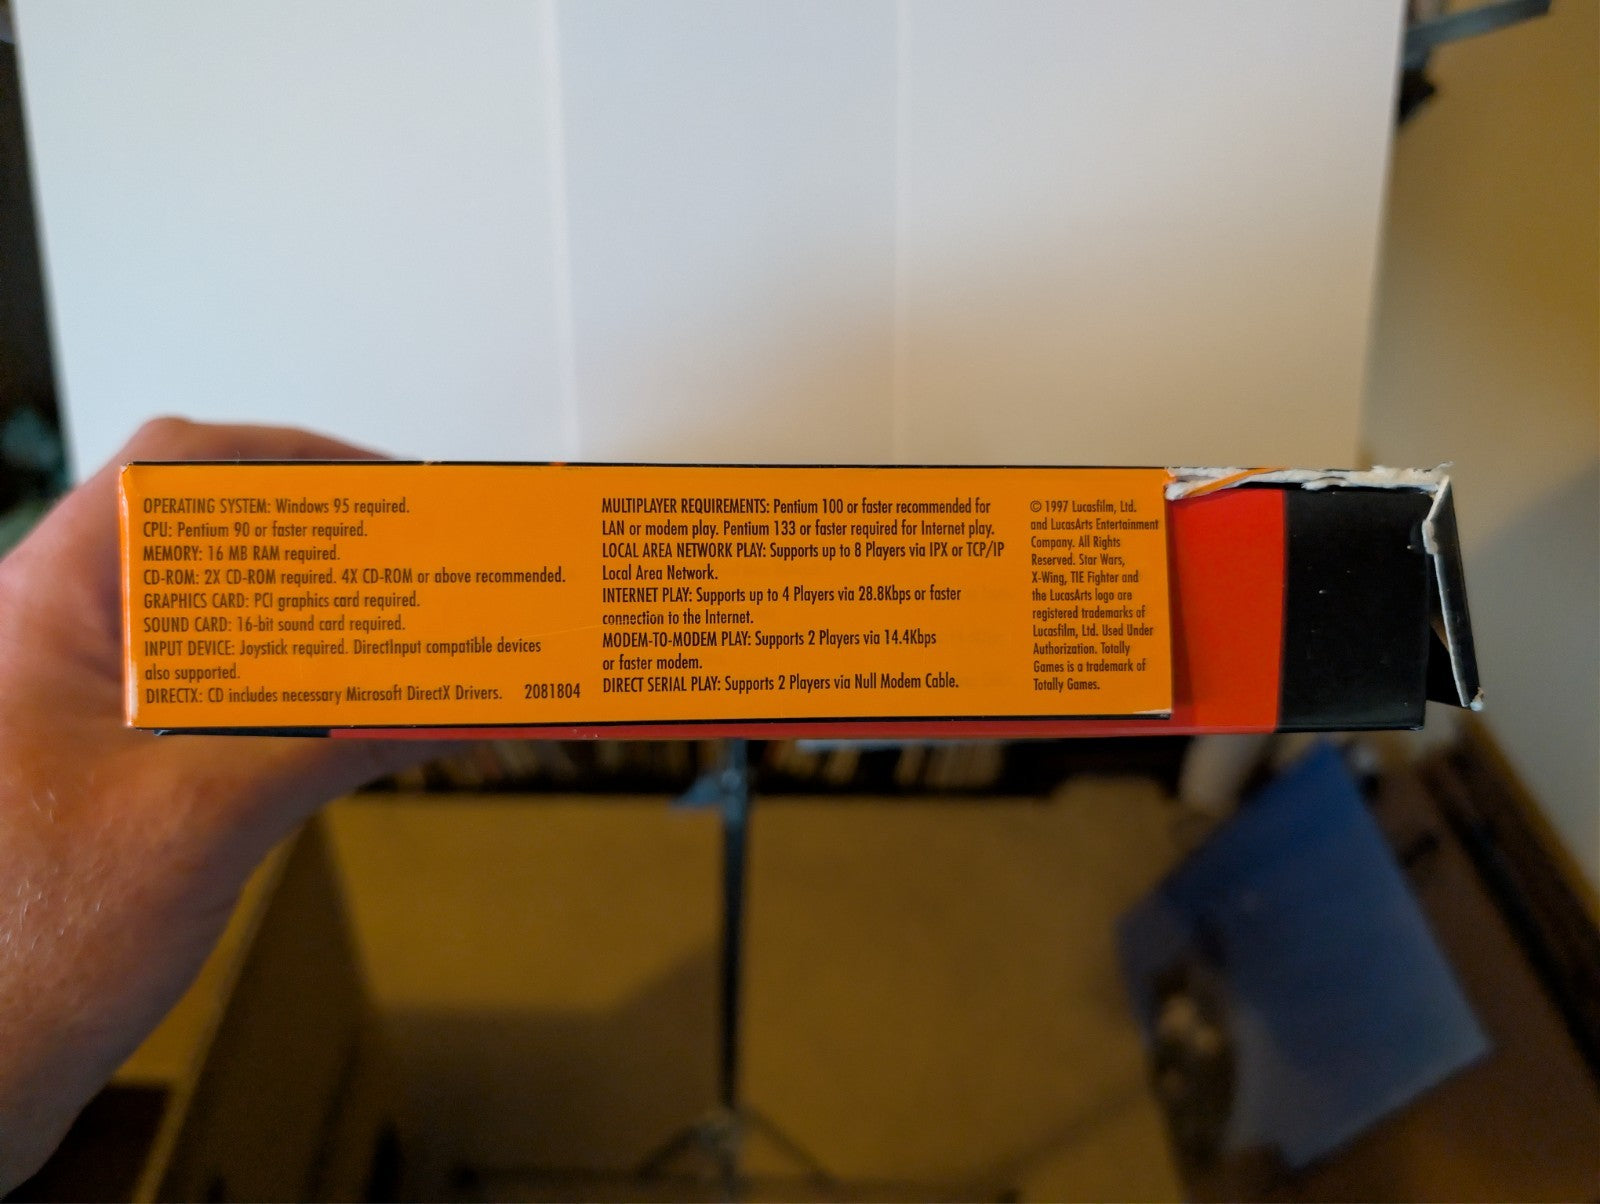 OPERATING SYSTEM: Windows 95 required.
CPU: Pentium 90 or faster required.
MEMORY: 16 MB RAM required.
CD-ROM: 2X CD-ROM required. 4X CD-ROM or above recommended.
GRAPHICS CARD: PCI graphics card required.
SOUND CARD: 16-bit sound card required.
INPUT DEVICE: Joystick required. DirectInput compatible devices
also supported.
DIRECTX: CD includes necessary Microsoft DirectX Drivers. 2081804
MULTIPLAYER REQUIREMENTS: Pentium 100 or faster recommended for
LAN or modem play. Pentium 133 or faster required for Internet play.
LOCAL AREA NETWORK PLAY: Supports up to 8 Players via IPX or TCP/IP
Local Area Network.
INTERNET PLAY: Supports up to 4 Players via 28.8Kbps or faster
connection to the Internet.
MODEM-TO-MODEM PLAY: Supports 2 Players via 14.4Kbps
or faster modem.
DIRECT SERIAL PLAY: Supports 2 Players via Null Modem Cable.
© 1997 Lucasfilm, Ltd.
and LucasArts Entertainment
Company. All Rights
Reserved. Star Wars,
X-Wing, TIE Fighter and
the LucasArts logo are
registered trademarks of
Lucasfilm, Ltd. Used Under
Authorization. Totally
Games is a trademark of
Totally Games.